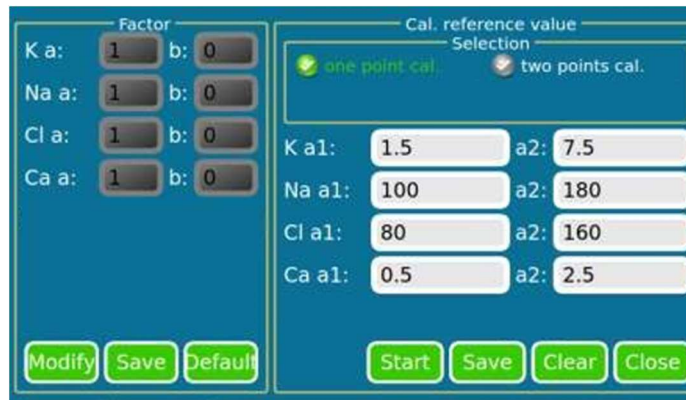 Factor
K a: 1 b: 0
Na a: 1 b: 0
Cl a: 1 b: 0
Ca a: 1 b: 0
Modify Save Default
Cal. reference value
Selection
one point cal. two points cal.
K a1: 1.5 a2: 7.5
Na a1: 100 a2: 180
Cl a1: 80 a2: 160
Ca a1: 0.5 a2: 2.5
Start Save Clear Close